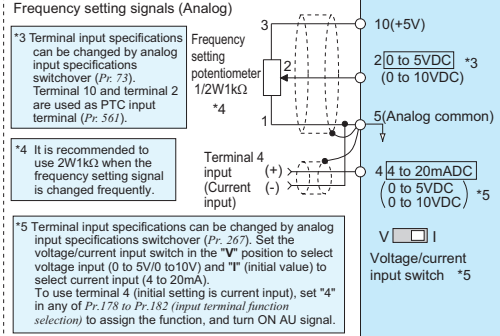 Frequency setting signals (Analog)
*3 Terminal input specifications
can be changed by analog
input specifications
switchover (Pr. 73).
Terminal 10 and terminal 2
are used as PTC input
terminal (Pr. 561).
*4 It is recommended to
use 2W1kΩ when the
frequency setting signal
is changed frequently.
Frequency
setting
potentiometer
1/2W1kΩ
*4
3
2
1
Terminal 4
input
(Current
input)
(+)
(-)
10(+5V)
2 0 to 5VDC *3
(0 to 10VDC)
5(Analog common)
4 4 to 20mADC
(0 to 5VDC
0 to 10VDC) *5
V I
Voltage/current
input switch *5
*5 Terminal input specifications can be changed by analog
input specifications switchover (Pr. 267). Set the
voltage/current input switch in the "V" position to select
voltage input (0 to 5V/0 to10V) and "I" (initial value) to
select current input (4 to 20mA).
To use terminal 4 (initial setting is current input), set "4"
in any of Pr.178 to Pr.182 (input terminal function
selection) to assign the function, and turn ON AU signal.